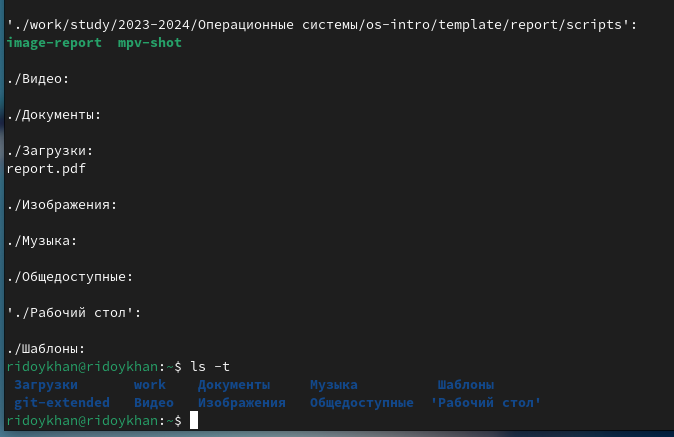 './work/study/2023-2024/Операционные системы/os-intro/template/report/scripts':
image-report  mpv-shot
./Видео:
./Документы:
./Загрузки:
report.pdf
./Изображения:
./Музыка:
./Общедоступные:
'./Рабочий стол':
./Шаблоны:
ridoykhan@ridoykhan:~$ ls -t
Загрузки  work  Документы  Музыка  Шаблоны
git-extended  Видео  Изображения  Общедоступные  'Рабочий стол'
ridoykhan@ridoykhan:~$